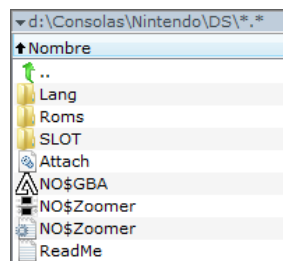 d:\Consolas\Nintendo\DS\*.*
Nombre
..
Lang
Roms
SLOT
Attach
NO$GBA
NO$Zoomer
NO$Zoomer
ReadMe